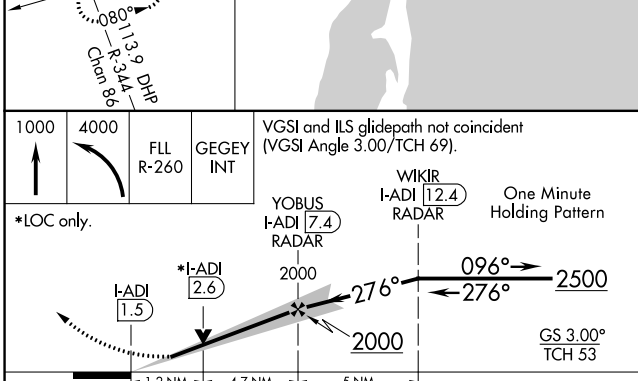 080°
113.9 DHP
R-344
Chan 86
1000
4000
FLL
R-260
GEGEY
INT
VGSI and ILS glidepath not coincident
(VGSI Angle 3.00/TCH 69).
*LOC only.
WIKIR
I-ADI 12.4
RADAR
One Minute
Holding Pattern
YOBUS
I-ADI 7.4
RADAR
*I-ADI
2.6
I-ADI
1.5
2000
276°
096°
276°
2500
2000
GS 3.00°
TCH 53
1.2 NM
4.7 NM
5 NM